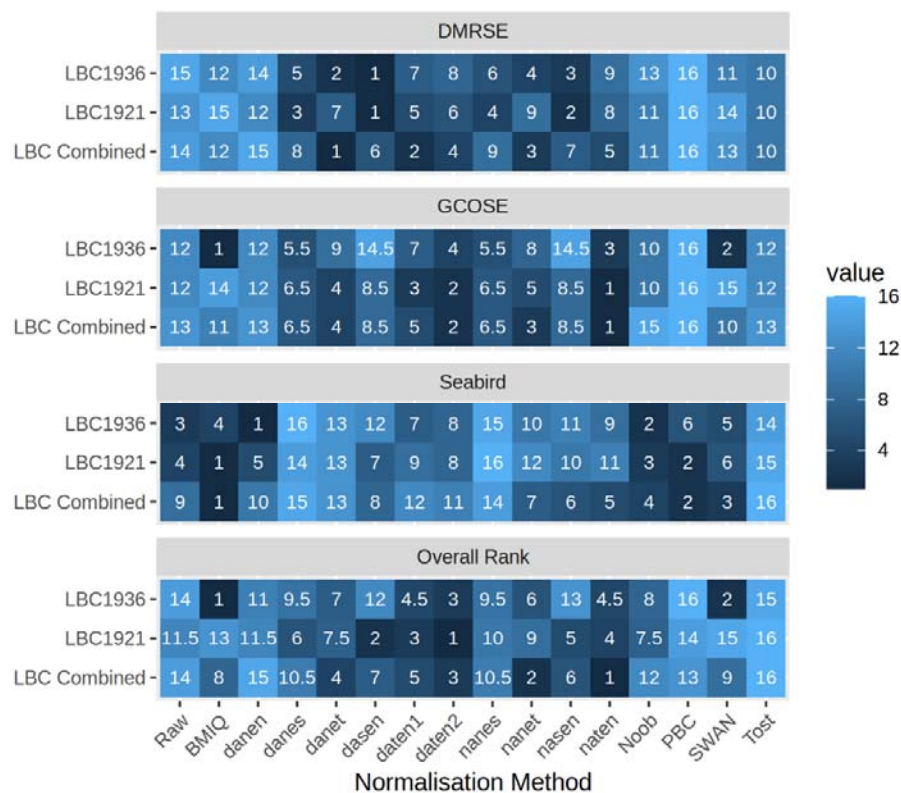 DMRSE
LBC1936 15 12 14 5 2 1 7 8 6 4 3 9 13 16 11 10
LBC1921 13 15 12 3 7 1 5 6 4 9 2 8 11 16 14 10
LBC Combined 14 12 15 8 1 6 2 4 9 3 7 5 11 16 13 10
GCOSE
LBC1936 12 1 12 5.5 9 14.5 7 4 5.5 8 14.5 3 10 16 2 12
LBC1921 12 14 12 6.5 4 8.5 3 2 6.5 5 8.5 1 10 16 15 12
LBC Combined 13 11 13 6.5 4 8.5 5 2 6.5 3 8.5 1 15 16 10 13
value
16
12
8
4
Seabird
LBC1936 3 4 1 16 13 12 7 8 15 10 11 9 2 6 5 14
LBC1921 4 1 5 14 13 7 9 8 16 12 10 11 3 2 6 15
LBC Combined 9 1 10 15 13 8 12 11 14 7 6 5 4 2 3 16
Overall Rank
LBC1936 14 1 11 9.5 7 12 4.5 3 9.5 6 13 4.5 8 16 2 15
LBC1921 11.5 13 11.5 6 7.5 2 3 1 10 9 5 4 7.5 14 15 16
LBC Combined 14 8 15 10.5 4 7 5 3 10.5 2 6 1 12 13 9 16
Raw BMIQ danen danes danet dasen daten1 daten2 nanes nanet nasen naten Noob PBC SWAN Tost
Normalisation Method